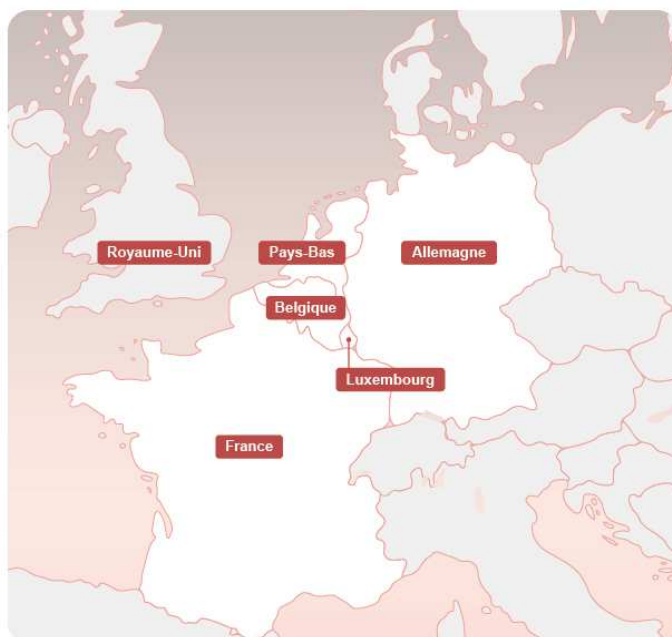 Royaume-Uni
Pays-Bas
Allemagne
Belgique
Luxembourg
France